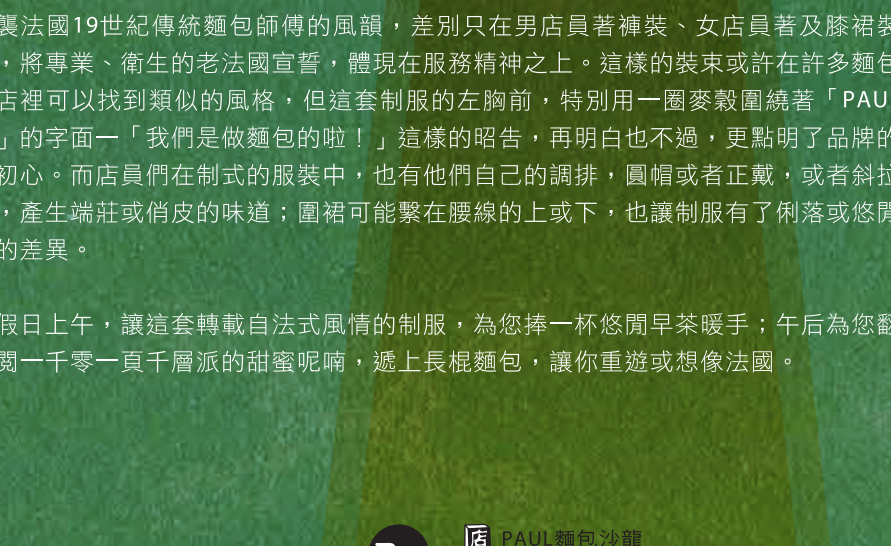 襲法國19世紀傳統麵包師傅的風韻，差別只在男店員著褲裝、女店員著及膝裙裝
，將專業、衛生的老法國宣誓，體現在服務精神之上。這樣的裝束或許在許多麵包
店裡可以找到類似的風格，但這套制服的左胸前，特別用一圈麥穀圍繞著「PAU
」的字面—「我們是做麵包的啦！」這樣的昭告，再明白也不過，更點明了品牌的
初心。而店員們在制式的服裝中，也有他們自己的調排，圓帽或者正戴，或者斜拉
，產生端莊或俏皮的味道；圍裙可能繫在腰線的上或下，也讓制服有了俐落或悠閒
的差異。
假日上午，讓這套轉載自法式風情的制服，為您捧一杯悠閒早茶暖手；午后為您翻
閱一千零一頁千層派的甜蜜呢喃，遞上長棍麵包，讓你重遊或想像法國。
店 PAUL麵包沙龍